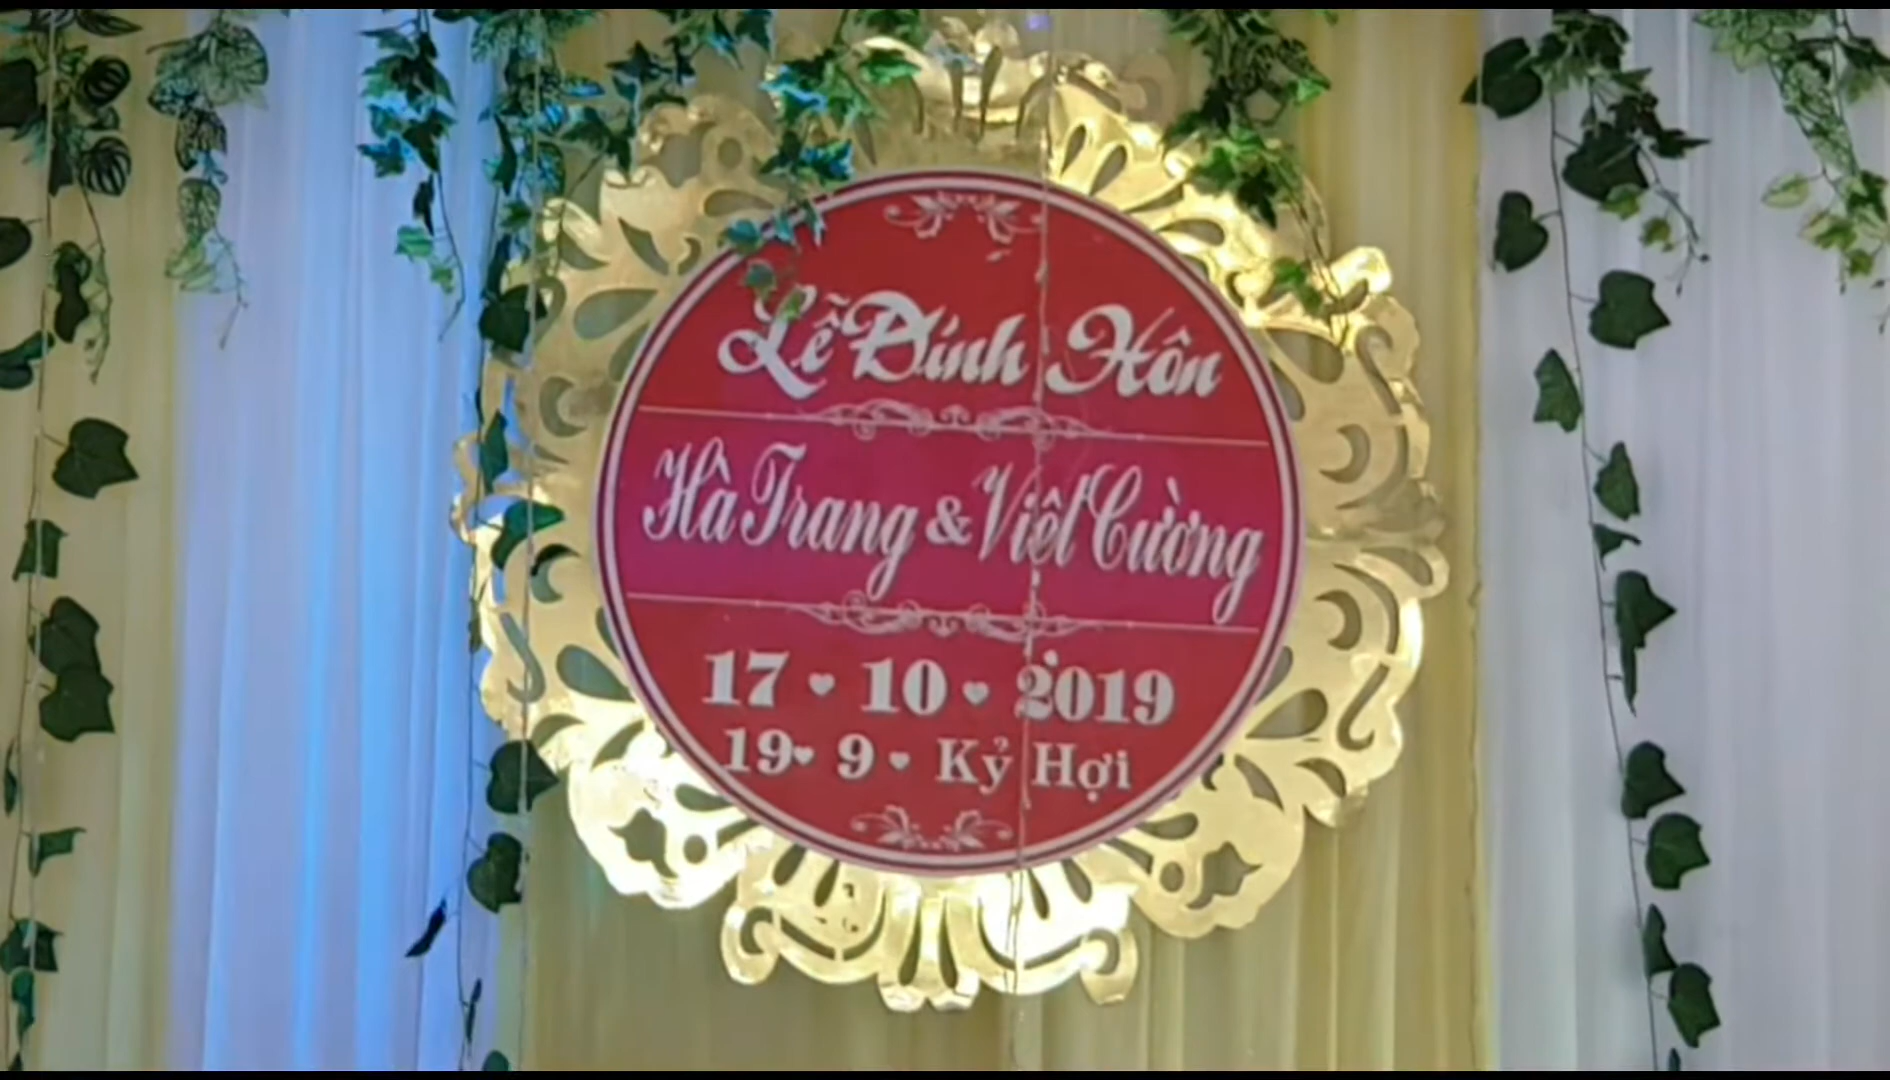 Lễ Đính Hôn
Hà Trang & Việt Cường
17 ♥ 10 ♥ 2019
19 ♥ 9 ♥ Kỷ Hợi